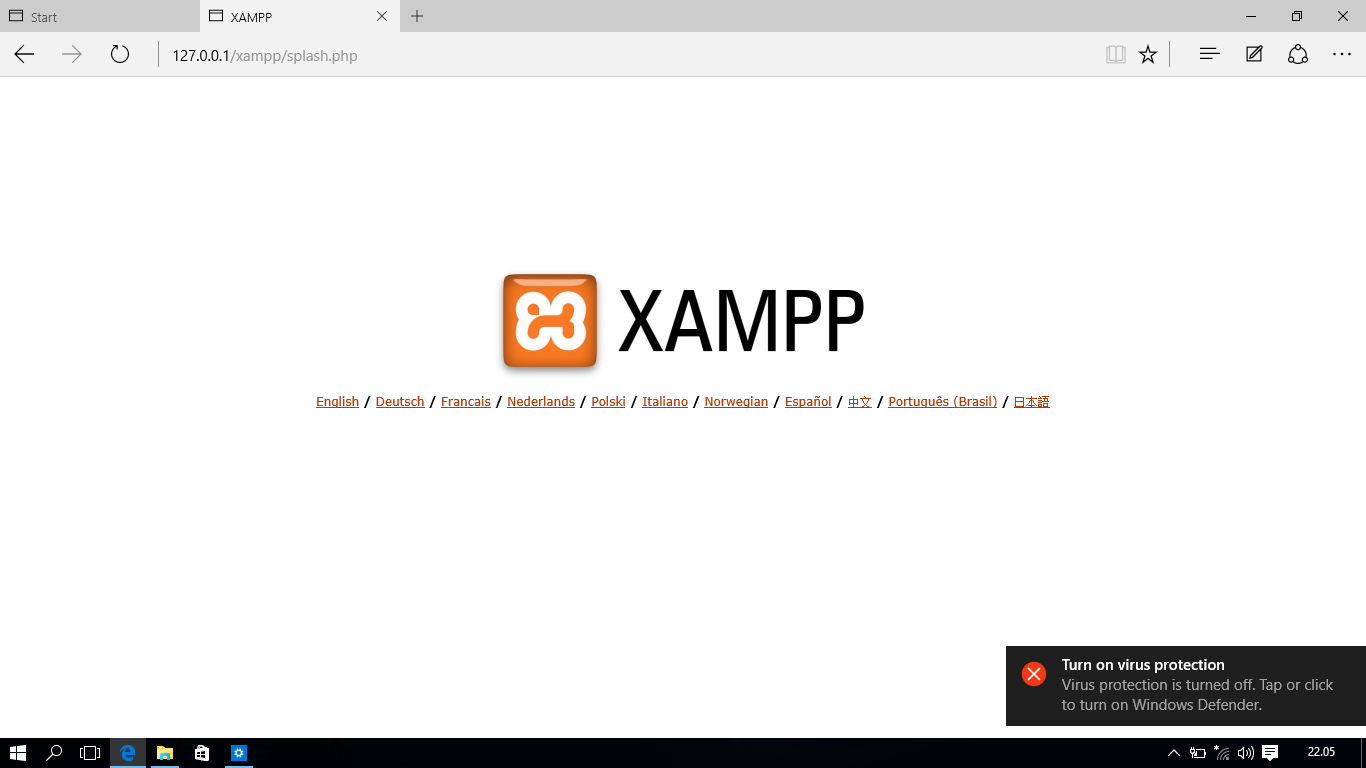 Start
XAMPP
127.0.0.1/xampp/splash.php
XAMPP
English / Deutsch / Francais / Nederlands / Polski / Italiano / Norwegian / Español / 中文 / Português (Brasil) / 日本語
Turn on virus protection
Virus protection is turned off. Tap or click
to turn on Windows Defender.
22.05